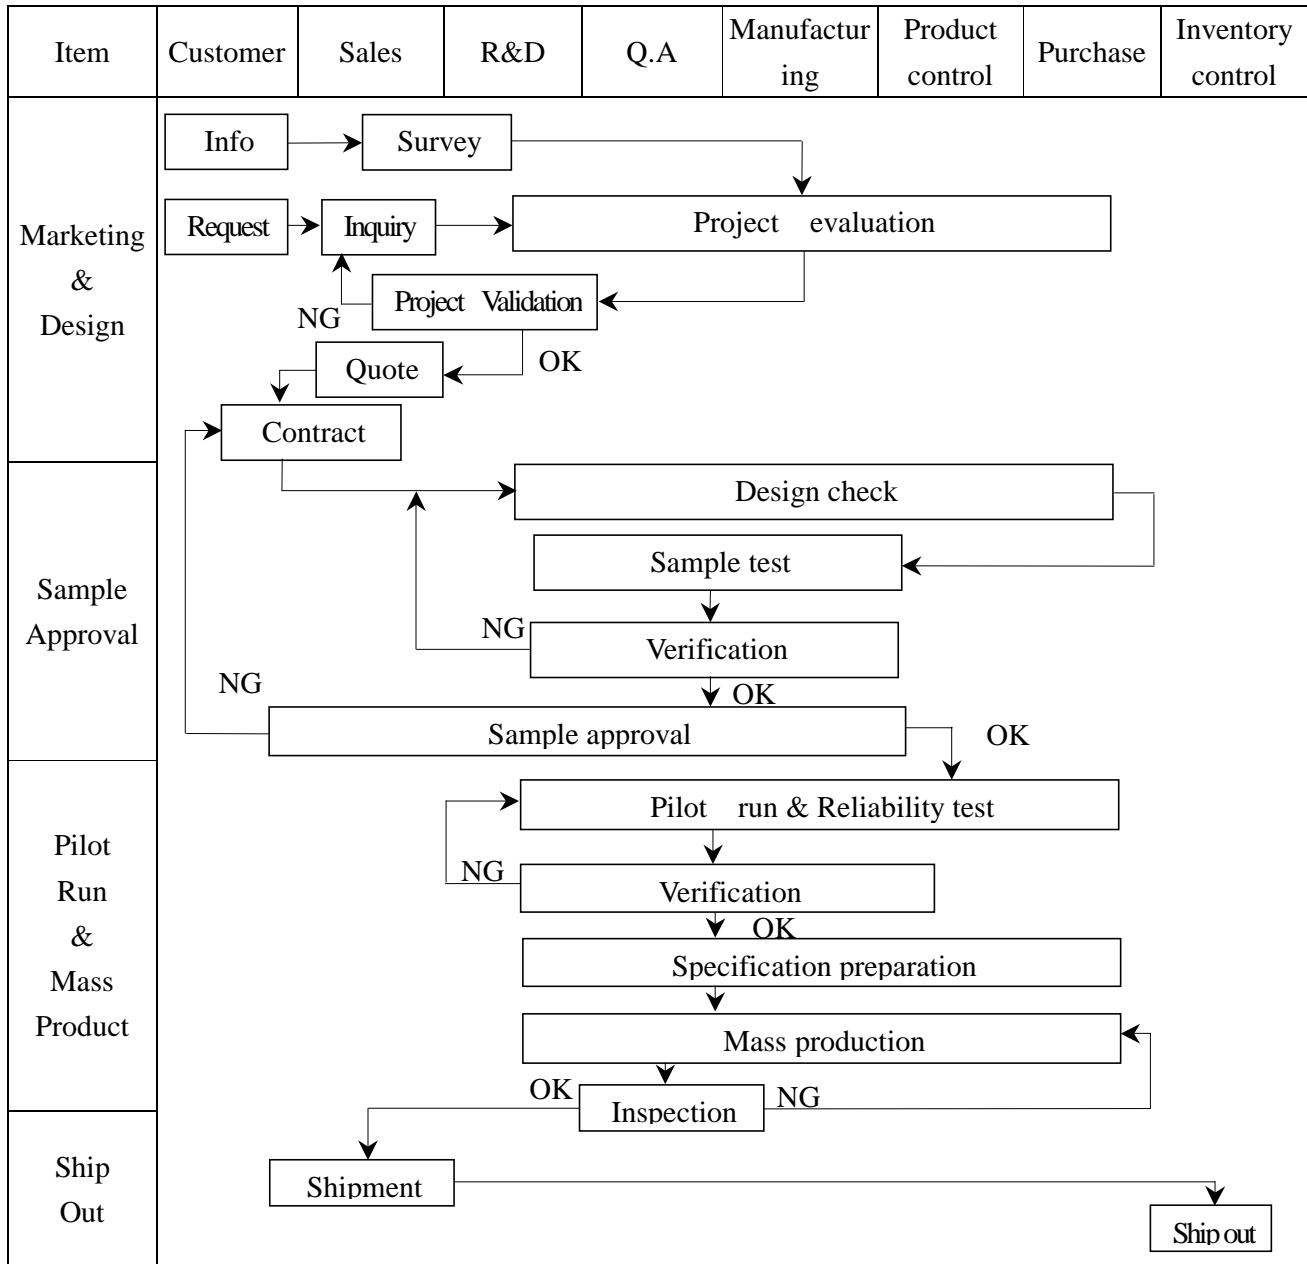 Item
Customer
Sales
R&D
Q.A
Manufactur
ing
Product
control
Purchase
Inventory
control
Marketing
&
Design
Info
Survey
Request
Inquiry
Project evaluation
Project Validation
NG
OK
Quote
Contract
Sample
Approval
Design check
Sample test
NG
Verification
NG
OK
Sample approval
OK
Pilot
Run
&
Mass
Product
Pilot run & Reliability test
NG
Verification
OK
Specification preparation
Mass production
OK
Inspection
NG
Ship
Out
Shipment
Ship out